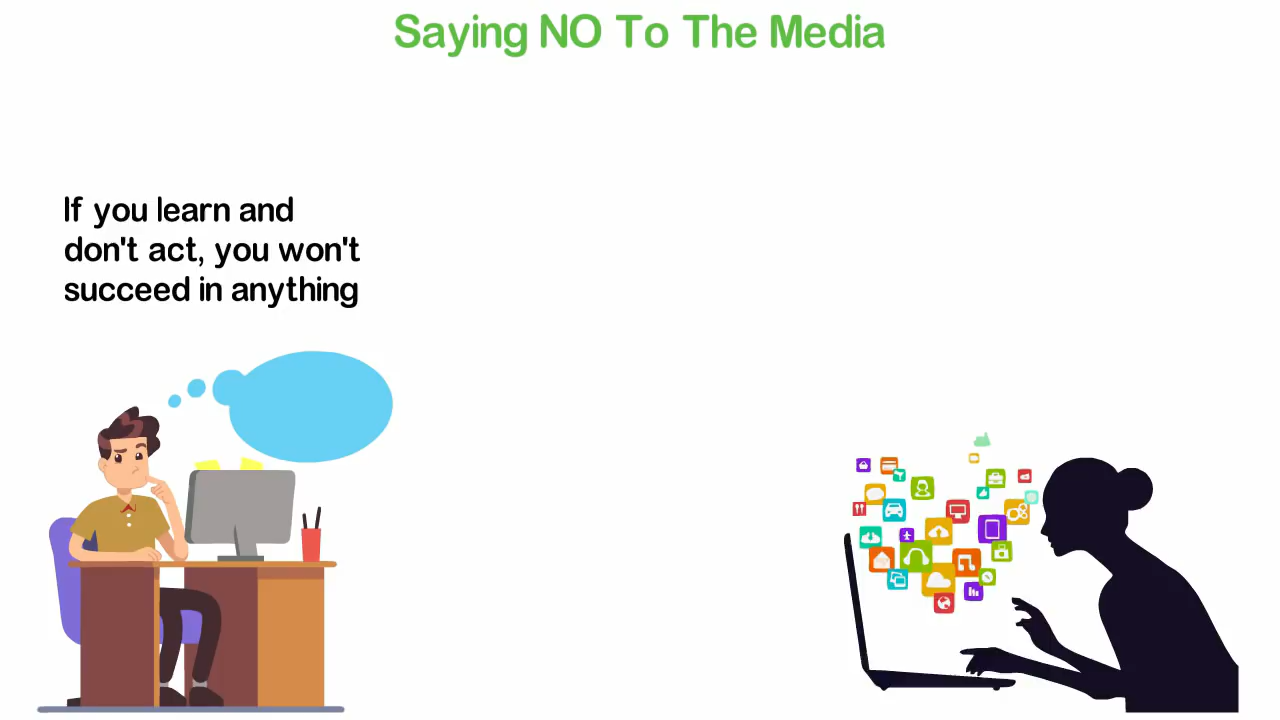 Saying NO To The Media
If you learn and
don't act, you won't
succeed in anything